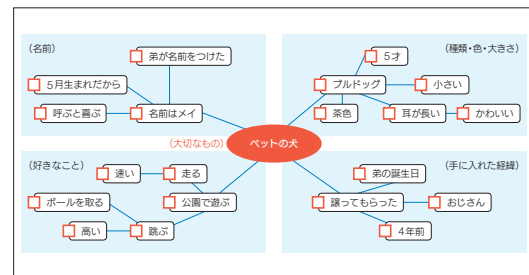 (名前)
弟が名前をつけた
5月生まれだから
呼ぶと喜ぶ
名前はメイ
(種類・色・大きさ)
5才
ブルドッグ
小さい
茶色
耳が長い
かわいい
(大切なもの)
ペットの犬
(好きなこと)
速い
走る
ボールを取る
公園で遊ぶ
高い
跳ぶ
(手に入れた経緯)
弟の誕生日
譲ってもらった
おじさん
4年前